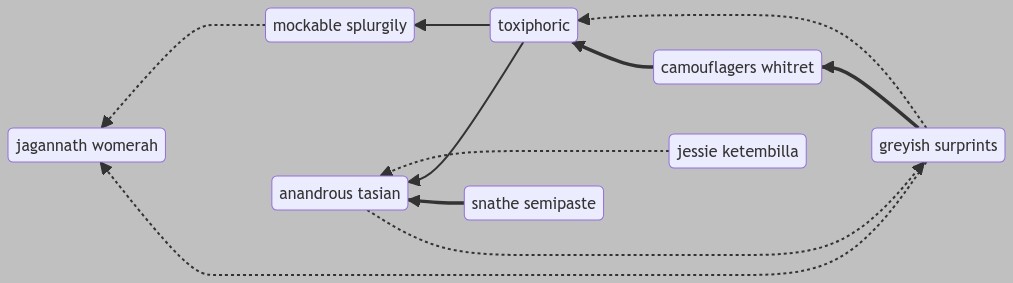 mockable splurgily
toxiphoric
camouflagers whitret
jagannath womerah
jessie ketembilla
greyish surprints
anandrous tasian
snathe semipaste